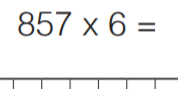 857 x 6 =